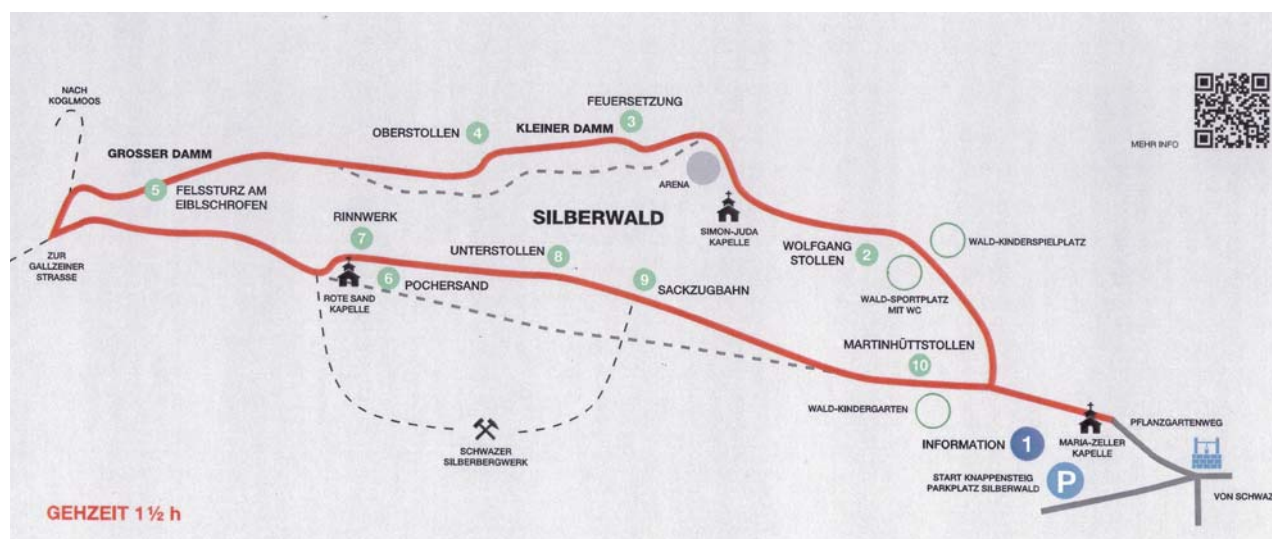 NACH
KOGLMOOS
FEUERSETZUNG
3
OBERSTOLLEN 4
KLEINER DAMM
MEHR INFO
GROSSER DAMM
ARENA
5 FELSSTURZ AM
EIBLSCHROFEN
SILBERWALD
RINNWERK
7
SIMON-JUDA
KAPELLE
ZUR
GALLZEINER
STRASSE
UNTERSTOLLEN 8
WOLFGANG
STOLLEN 2
WALD-KINDERSPIELPLATZ
6 POCHERSAND
9 SACKZUGBAHN
ROTE SAND
KAPELLE
WALD-SPORTPLATZ
MIT WC
MARTINHÜTTSTOLLEN
10
WALD-KINDERGARTEN
PFLANZGARTENWEG
INFORMATION 1
MARIA-ZELLER
KAPELLE
SCHWAZER
SILBERBERGWERK
START KNAPPENSTEIG
PARKPLATZ SILBERWALD P
VON SCHWAZ
GEHZEIT 1 ½ h